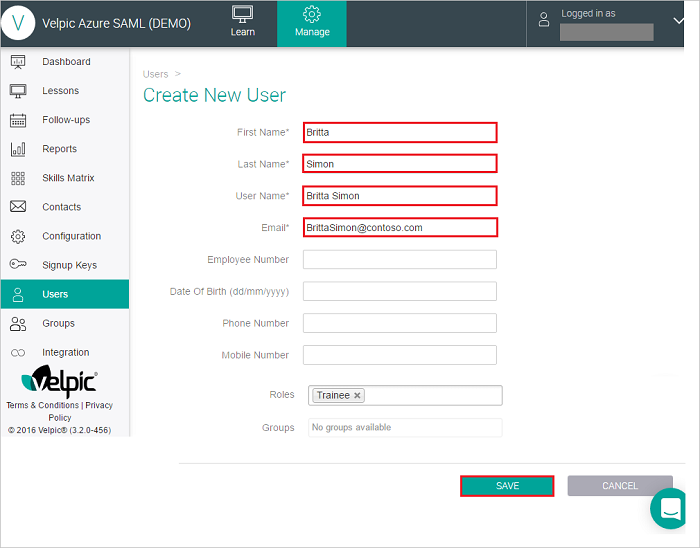 V Velpic Azure SAML (DEMO)
Learn
Manage
Logged in as
Dashboard
Lessons
Follow-ups
Reports
Skills Matrix
Contacts
Configuration
Signup Keys
Users
Groups
Integration
velpic
Terms & Conditions | Privacy
Policy
© 2016 Velpic® (3.2.0-456)
Users >
Create New User
First Name* Britta
Last Name* Simon
User Name* Britta Simon
Email* BrittaSimon@contoso.com
Employee Number
Date Of Birth (dd/mm/yyyy)
Phone Number
Mobile Number
Roles Trainee ×
Groups No groups available
SAVE CANCEL